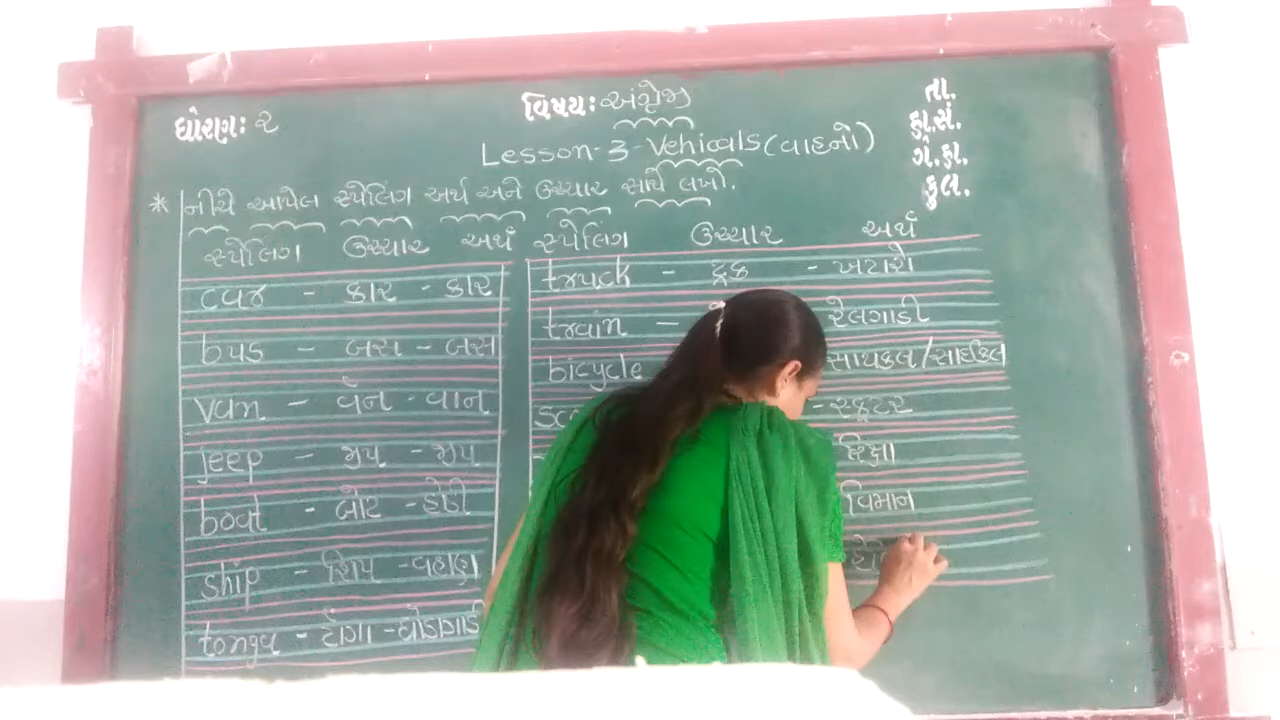 ધોરણઃ ૨
વિષયઃ અંગ્રેજી
તા.
હા.સં.
ગે.હા.
કુલ.
Lesson-3-Vehicals(વાહનો)
* નીચે આપેલ સ્પેલિંગ અર્થ અને ઉચ્ચાર સાથે લખો.
સ્પેલિંગ ઉચ્ચાર અર્થ
car - કાર - કાર
bus - બસ - બસ
van - વૅન - વાન
jeep - જીપ - જીપ
boat - બોટ - હોડી
ship - શિપ - વહાણ
tonga - ટાંગા - ઘોડાગાડી
સ્પેલિંગ ઉચ્ચાર અર્થ
truck - ટ્રક - ખટારો
train - રેલગાડી
bicycle સાયકલ/સાઈકિલ
- સ્કૂટર
રિક્ષા
વિમાન